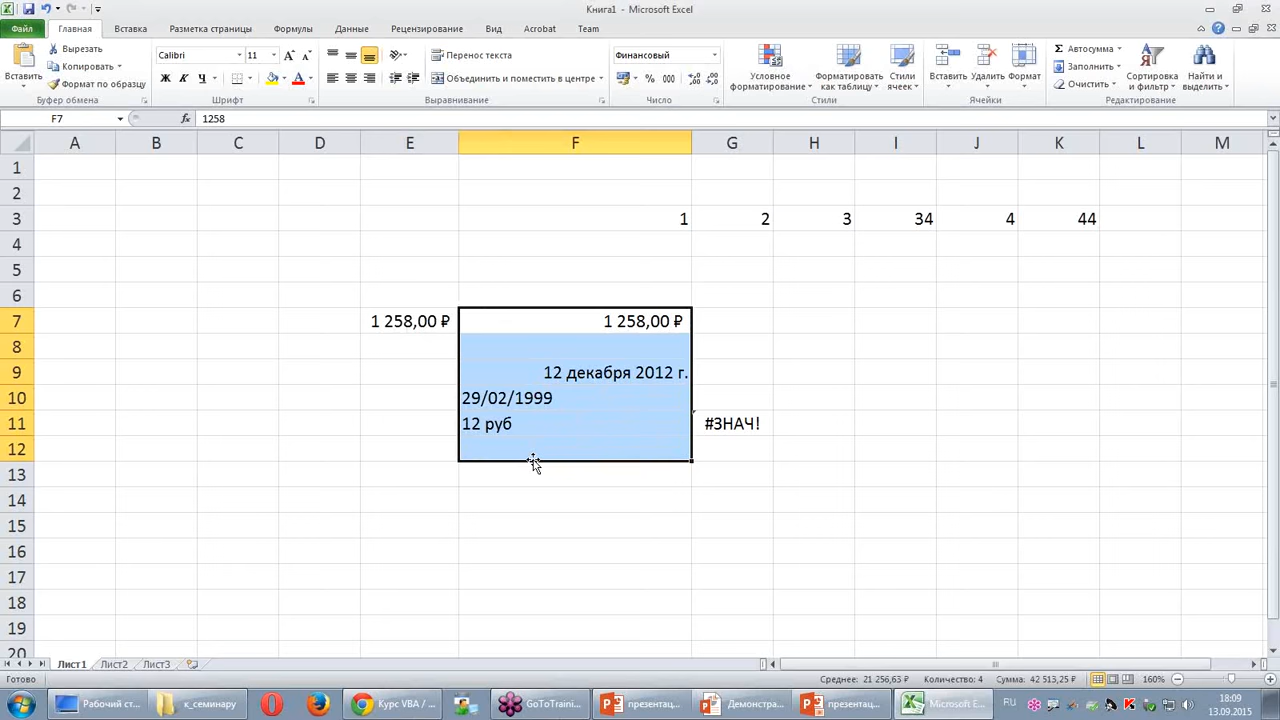 Книга1 - Microsoft Excel
Файл Главная Вставка Разметка страницы Формулы Данные Рецензирование Вид Acrobat Team
Вставить
Вырезать
Копировать
Формат по образцу
Буфер обмена
Calibri 11
Ж К Ч
Шрифт
Перенос текста
Объединить и поместить в центре
Выравнивание
Финансовый
% 000
Число
Условное форматирование
Форматировать как таблицу
Стили ячеек
Стили
Вставить Удалить Формат
Ячейки
Σ Автосумма
Заполнить
Очистить
Сортировка и фильтр
Найти и выделить
Редактирование
F7 fx 1258
A B C D E F G H I J K L M
1
2
3 1 2 3 34 4 44
4
5
6
7 1 258,00 ₽ 1 258,00 ₽
8
9 12 декабря 2012 г.
10 29/02/1999
11 12 руб #ЗНАЧ!
12
13
14
15
16
17
18
19
20
Лист1 Лист2 Лист3
Готово Среднее: 21 256,63 ₽ Количество: 4 Сумма: 42 513,25 ₽ 160%
Рабочий ст... к_семинару Курс VBA / ... GoToTraini... презентац... Демонстра... презентац... Microsoft E... RU 18:09
13.09.2015